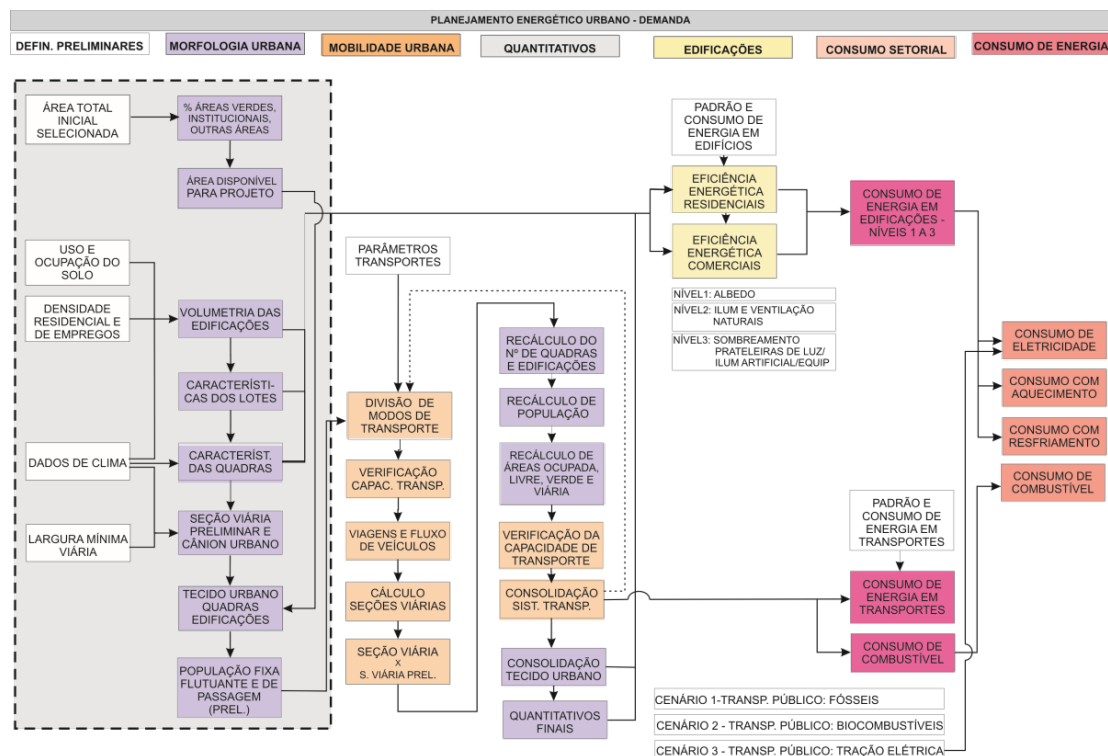 PLANEJAMENTO ENERGÉTICO URBANO - DEMANDA
DEFIN. PRELIMINARES
MORFOLOGIA URBANA
MOBILIDADE URBANA
QUANTITATIVOS
EDIFICAÇÕES
CONSUMO SETORIAL
CONSUMO DE ENERGIA
ÁREA TOTAL
INICIAL
SELECIONADA
% ÁREAS VERDES,
INSTITUCIONAIS,
OUTRAS ÁREAS
ÁREA DISPONÍVEL
PARA PROJETO
USO E
OCUPAÇÃO DO
SOLO
DENSIDADE
RESIDENCIAL E
DE EMPREGOS
VOLUMETRIA DAS
EDIFICAÇÕES
CARACTERÍSTI-
CAS DOS LOTES
DADOS DE CLIMA
CARACTERÍST.
DAS QUADRAS
LARGURA MÍNIMA
VIÁRIA
SEÇÃO VIÁRIA
PRELIMINAR E
CÂNION URBANO
TECIDO URBANO
QUADRAS
EDIFICAÇÕES
POPULAÇÃO FIXA
FLUTUANTE E DE
PASSAGEM
(PREL.)
PARÂMETROS
TRANSPORTES
DIVISÃO DE
MODOS DE
TRANSPORTE
VERIFICAÇÃO
CAPAC. TRANSP.
VIAGENS E FLUXO
DE VEÍCULOS
CÁLCULO
SEÇÕES VIÁRIAS
SEÇÃO VIÁRIA
X
S. VIÁRIA PREL.
RECÁLCULO DO
Nº DE QUADRAS
E EDIFICAÇÕES
RECÁLCULO DE
POPULAÇÃO
RECÁLCULO DE
ÁREAS OCUPADA,
LIVRE, VERDE E
VIÁRIA
VERIFICAÇÃO DA
CAPACIDADE DE
TRANSPORTE
CONSOLIDAÇÃO
SIST. TRANSP.
CONSOLIDAÇÃO
TECIDO URBANO
QUANTITATIVOS
FINAIS
PADRÃO E
CONSUMO DE
ENERGIA EM
EDIFÍCIOS
EFICIÊNCIA
ENERGÉTICA
RESIDENCIAIS
EFICIÊNCIA
ENERGÉTICA
COMERCIAIS
NÍVEL1: ALBEDO
NÍVEL2: ILUM E VENTILAÇÃO
NATURAIS
NÍVEL3: SOMBREAMENTO
PRATELEIRAS DE LUZ/
ILUM ARTIFICIAL/EQUIP
CONSUMO DE
ENERGIA EM
EDIFICAÇÕES -
NÍVEIS 1 A 3
PADRÃO E
CONSUMO DE
ENERGIA EM
TRANSPORTES
CONSUMO DE
ENERGIA EM
TRANSPORTES
CONSUMO DE
COMBUSTÍVEL
CONSUMO DE
ELETRICIDADE
CONSUMO COM
AQUECIMENTO
CONSUMO COM
RESFRIAMENTO
CONSUMO DE
COMBUSTÍVEL
CENÁRIO 1-TRANSP. PÚBLICO: FÓSSEIS
CENÁRIO 2 - TRANSP. PÚBLICO: BIOCOMBUSTÍVEIS
CENÁRIO 3 - TRANSP. PÚBLICO: TRAÇÃO ELÉTRICA